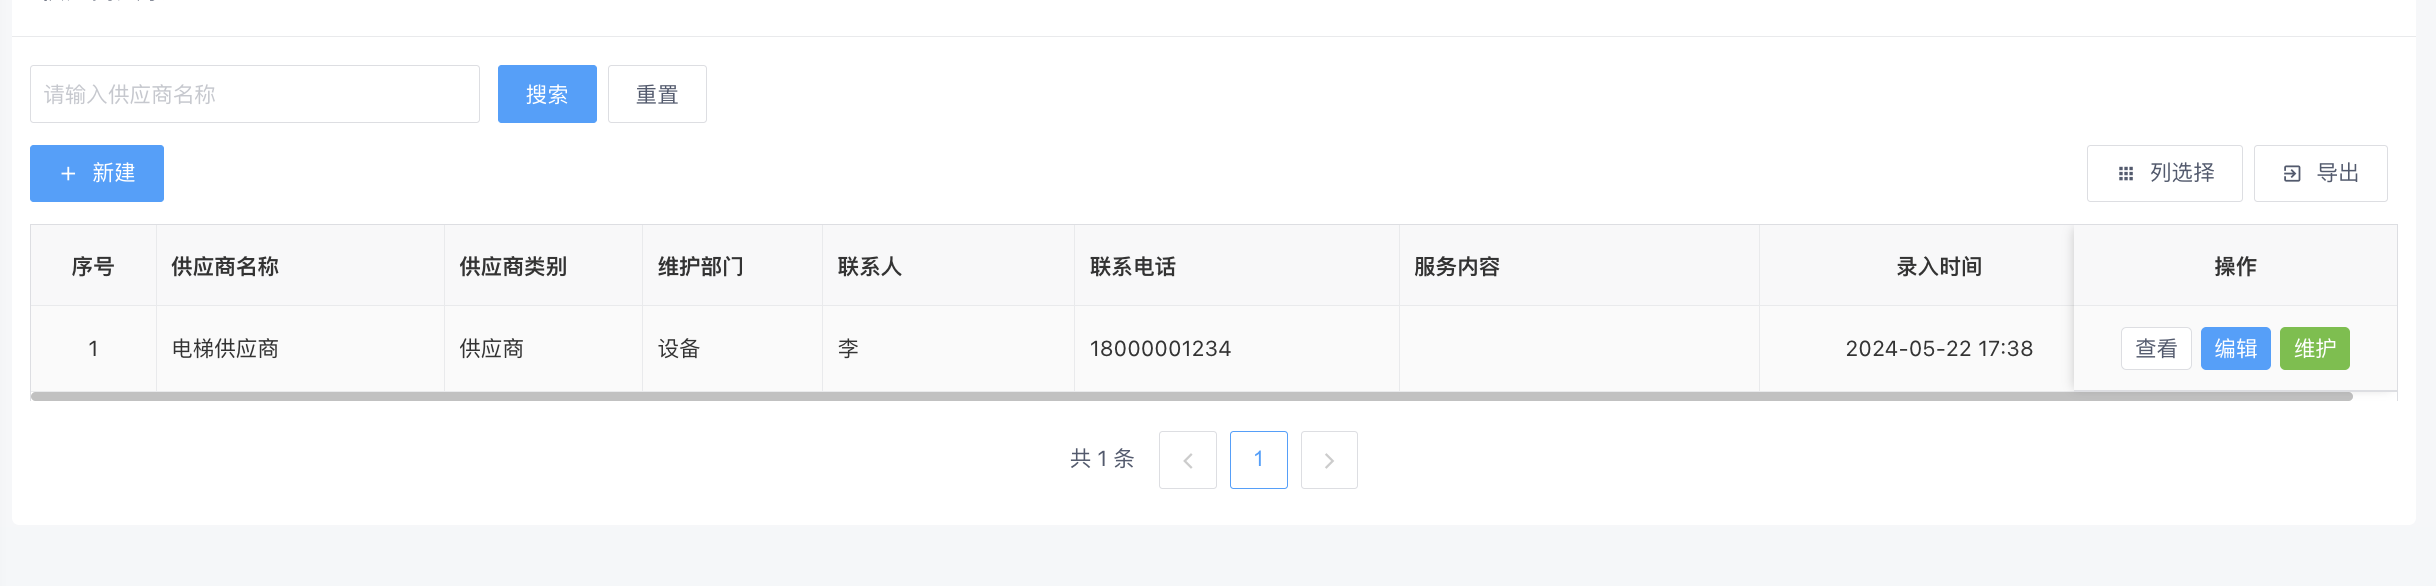 请输入供应商名称 搜索 重置
+ 新建 列选择 导出
序号 供应商名称 供应商类别 维护部门 联系人 联系电话 服务内容 录入时间 操作
1 电梯供应商 供应商 设备 李 18000001234 2024-05-22 17:38 查看 编辑 维护
共 1 条 < 1 >